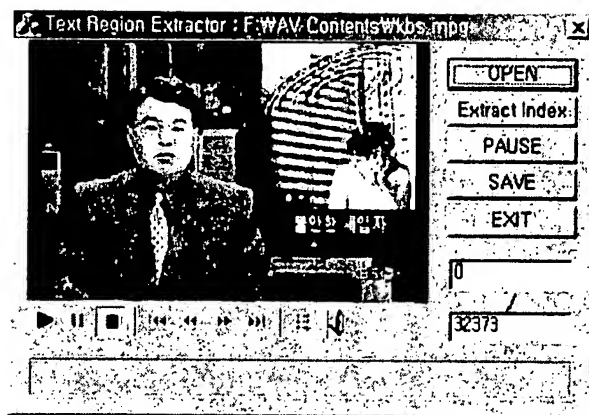 Text Region Extractor : F:\WAV Contents\kbs.mpg
OPEN
Extract Index
PAUSE
SAVE
EXIT
불안한 세입자
0
/
32373